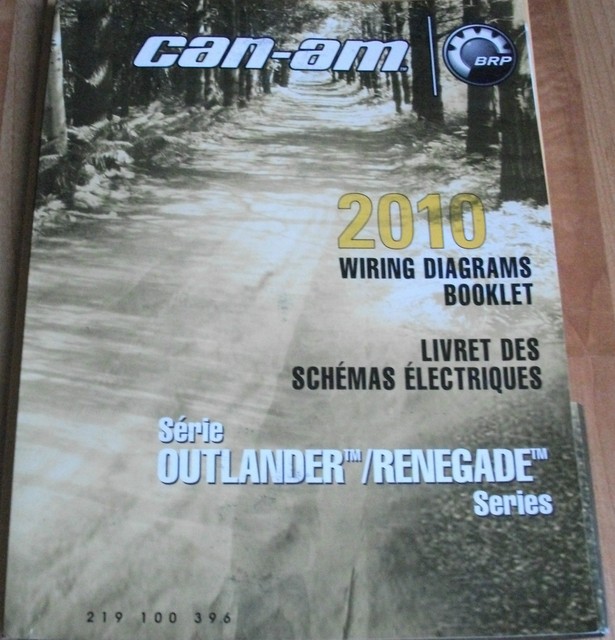 can-am
BRP
2010
WIRING DIAGRAMS
BOOKLET
LIVRET DES
SCHÉMAS ÉLECTRIQUES
Série
OUTLANDER™/RENEGADE™
Series
219 100 396